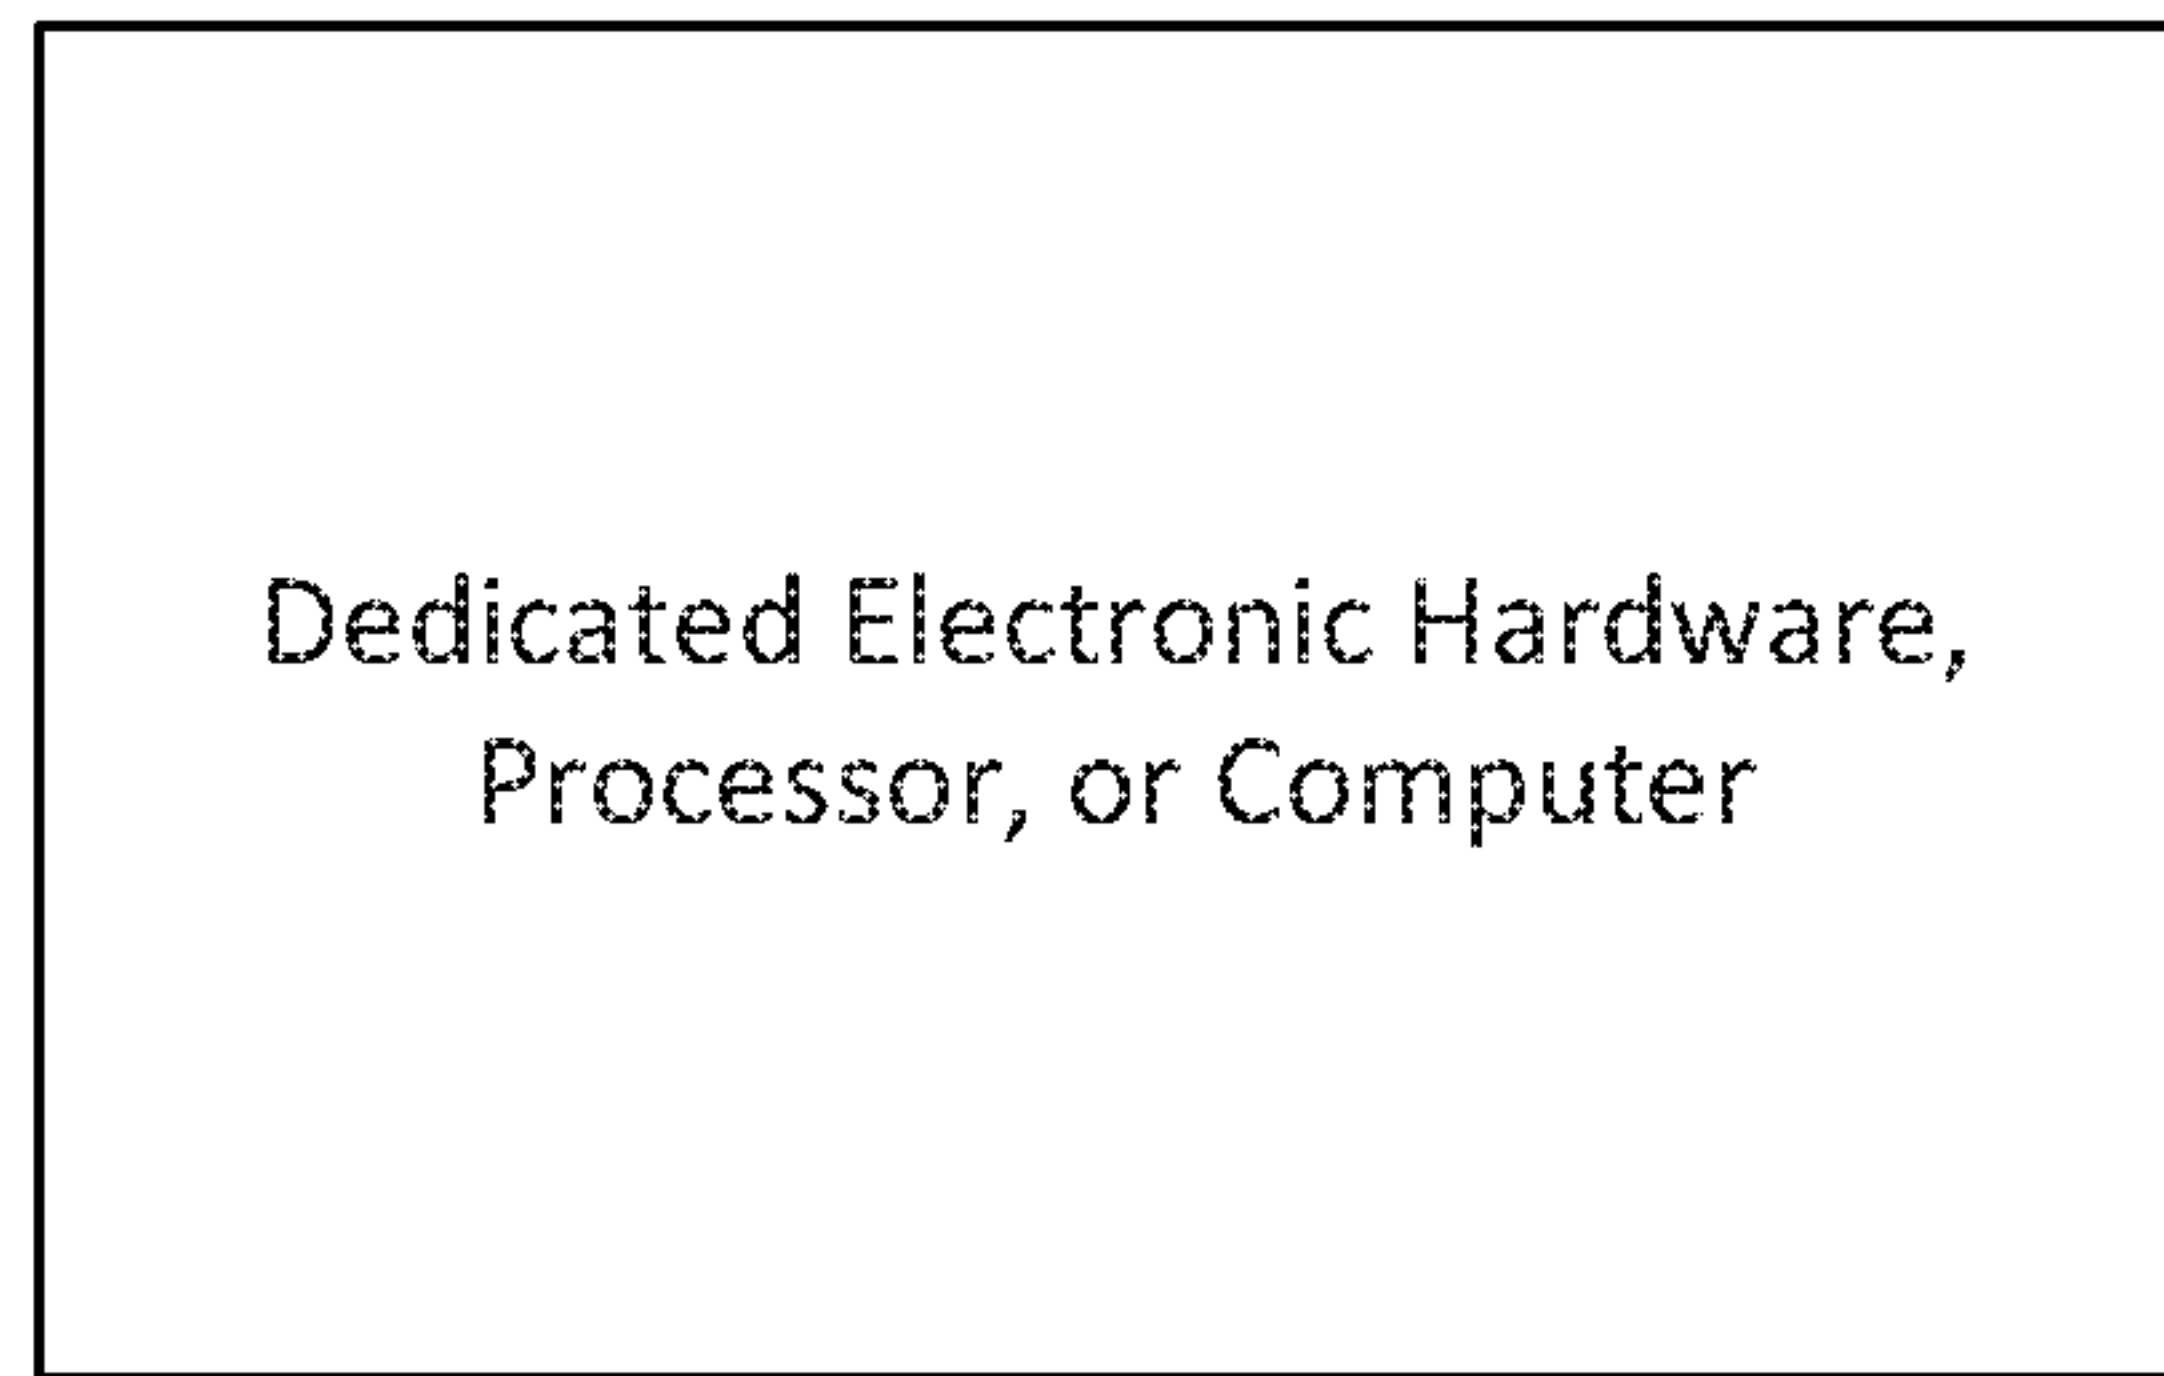 Dedicated Electronic Hardware,
Processor, or Computer